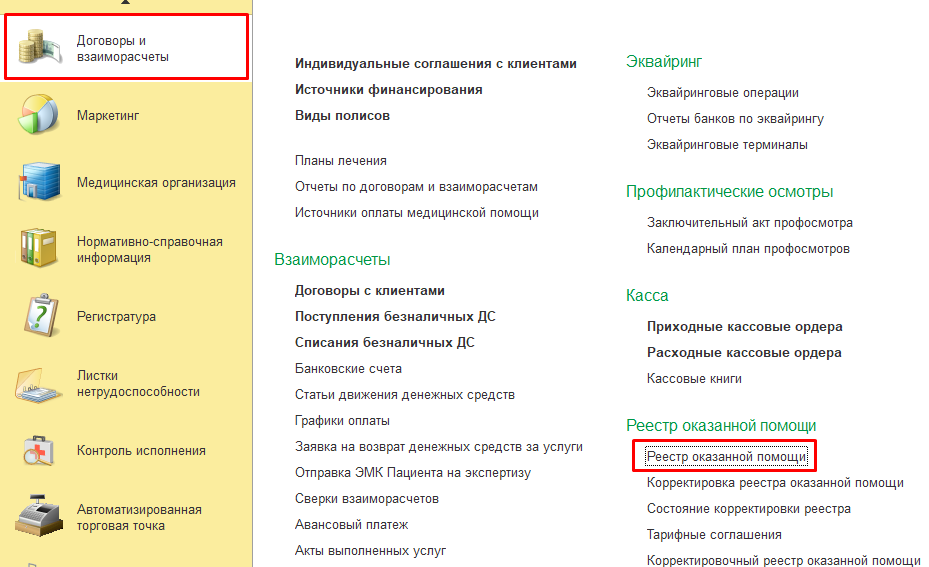 Договоры и
взаиморасчеты
Маркетинг
Медицинская организация
Нормативно-справочная
информация
Регистратура
Листки
нетрудоспособности
Контроль исполнения
Автоматизированная
торговая точка
Индивидуальные соглашения с клиентами
Источники финансирования
Виды полисов
Планы лечения
Отчеты по договорам и взаиморасчетам
Источники оплаты медицинской помощи
Взаиморасчеты
Договоры с клиентами
Поступления безналичных ДС
Списания безналичных ДС
Банковские счета
Статьи движения денежных средств
Графики оплаты
Заявка на возврат денежных средств за услуги
Отправка ЭМК Пациента на экспертизу
Сверки взаиморасчетов
Авансовый платеж
Акты выполненных услуг
Эквайринг
Эквайринговые операции
Отчеты банков по эквайрингу
Эквайринговые терминалы
Профилактические осмотры
Заключительный акт профосмотра
Календарный план профосмотров
Касса
Приходные кассовые ордера
Расходные кассовые ордера
Кассовые книги
Реестр оказанной помощи
Реестр оказанной помощи
Корректировка реестра оказанной помощи
Состояние корректировки реестра
Тарифные соглашения
Корректировочный реестр оказанной помощи